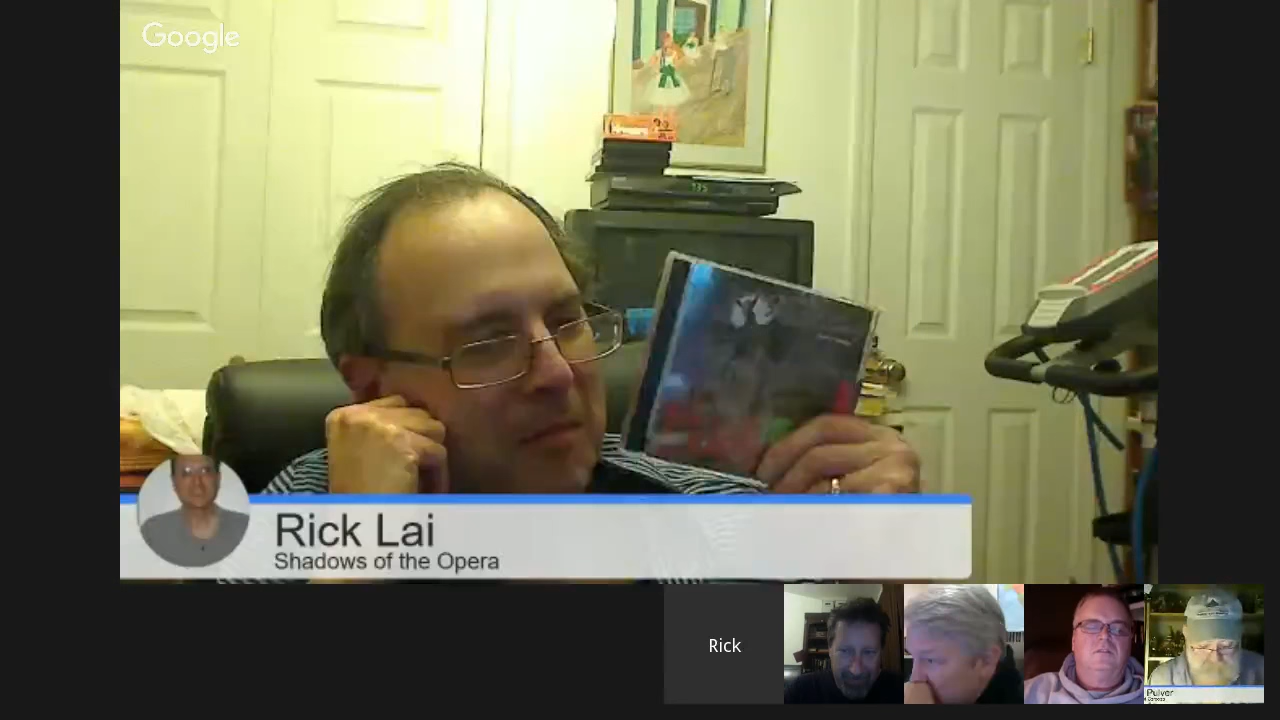 Google
Rick Lai
Shadows of the Opera
Rick
Pulver